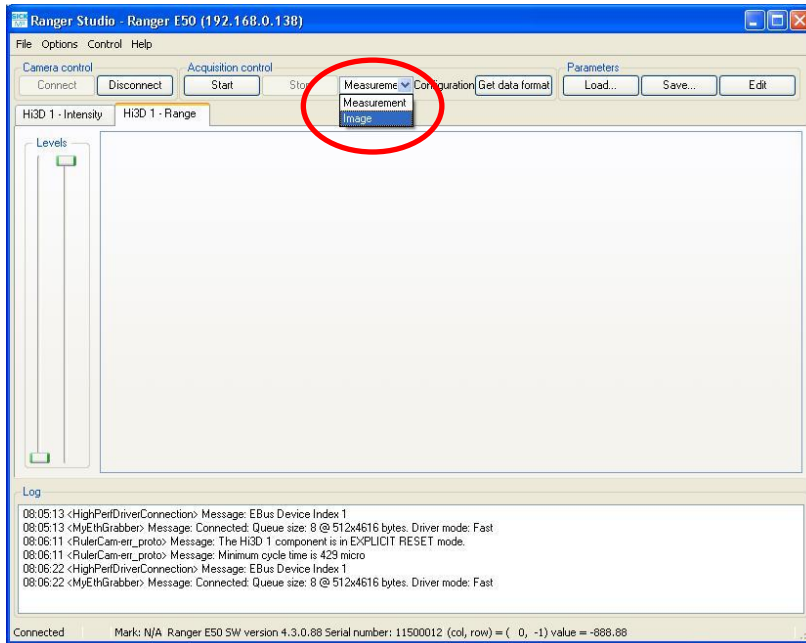 Ranger Studio - Ranger E50 (192.168.0.138)
File Options Control Help
Camera control Acquisition control Parameters
Connect Disconnect Start Measureme Configuration Get data format Load... Save... Edit
Measurement
Image
Hi3D 1 - Intensity Hi3D 1 - Range
Levels
Log
08:05:13 <HighPerfDriverConnection> Message: EBus Device Index 1
08:05:13 <MyEthGrabber> Message: Connected: Queue size: 8 @ 512x4616 bytes. Driver mode: Fast
08:06:11 <RulerCam-err_proto> Message: The Hi3D 1 component is in EXPLICIT RESET mode.
08:06:11 <RulerCam-err_proto> Message: Minimum cycle time is 429 micro
08:06:22 <HighPerfDriverConnection> Message: EBus Device Index 1
08:06:22 <MyEthGrabber> Message: Connected: Queue size: 8 @ 512x4616 bytes. Driver mode: Fast
Connected Mark: N/A Ranger E50 SW version 4.3.0.88 Serial number: 11500012 (col, row) = ( 0, -1) value = -888.88